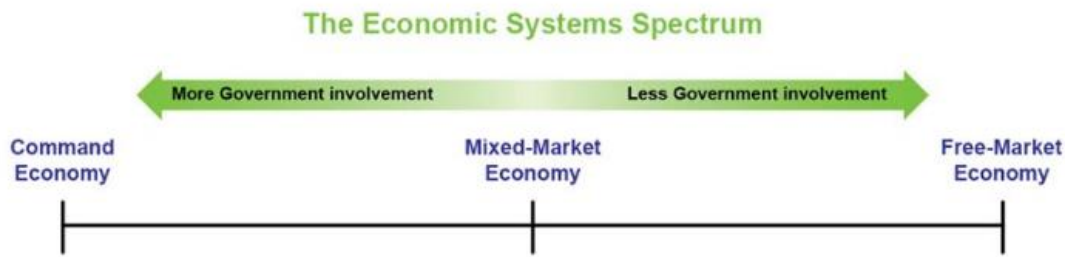 The Economic Systems Spectrum
More Government involvement
Less Government involvement
Command
Economy
Mixed-Market
Economy
Free-Market
Economy